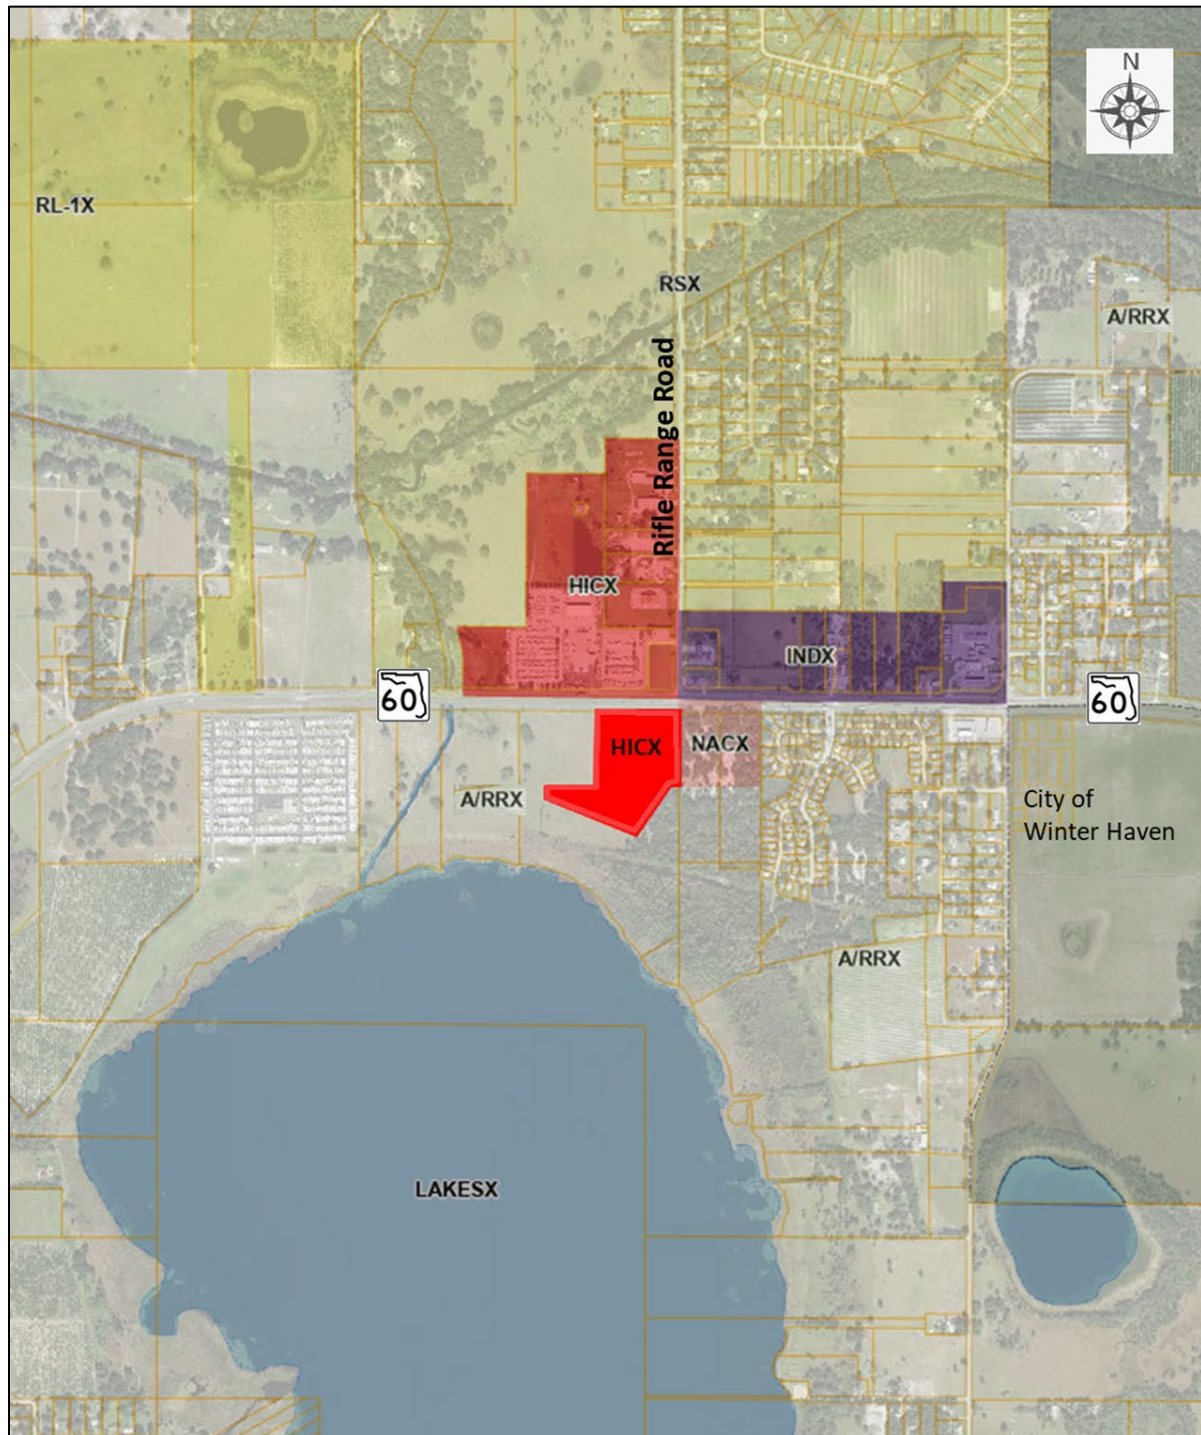 N
RL-1X
RSX
A/RRX
Rifle Range Road
HICX
INDX
60
60
HICX
NACX
A/RRX
City of
Winter Haven
A/RRX
LAKESX